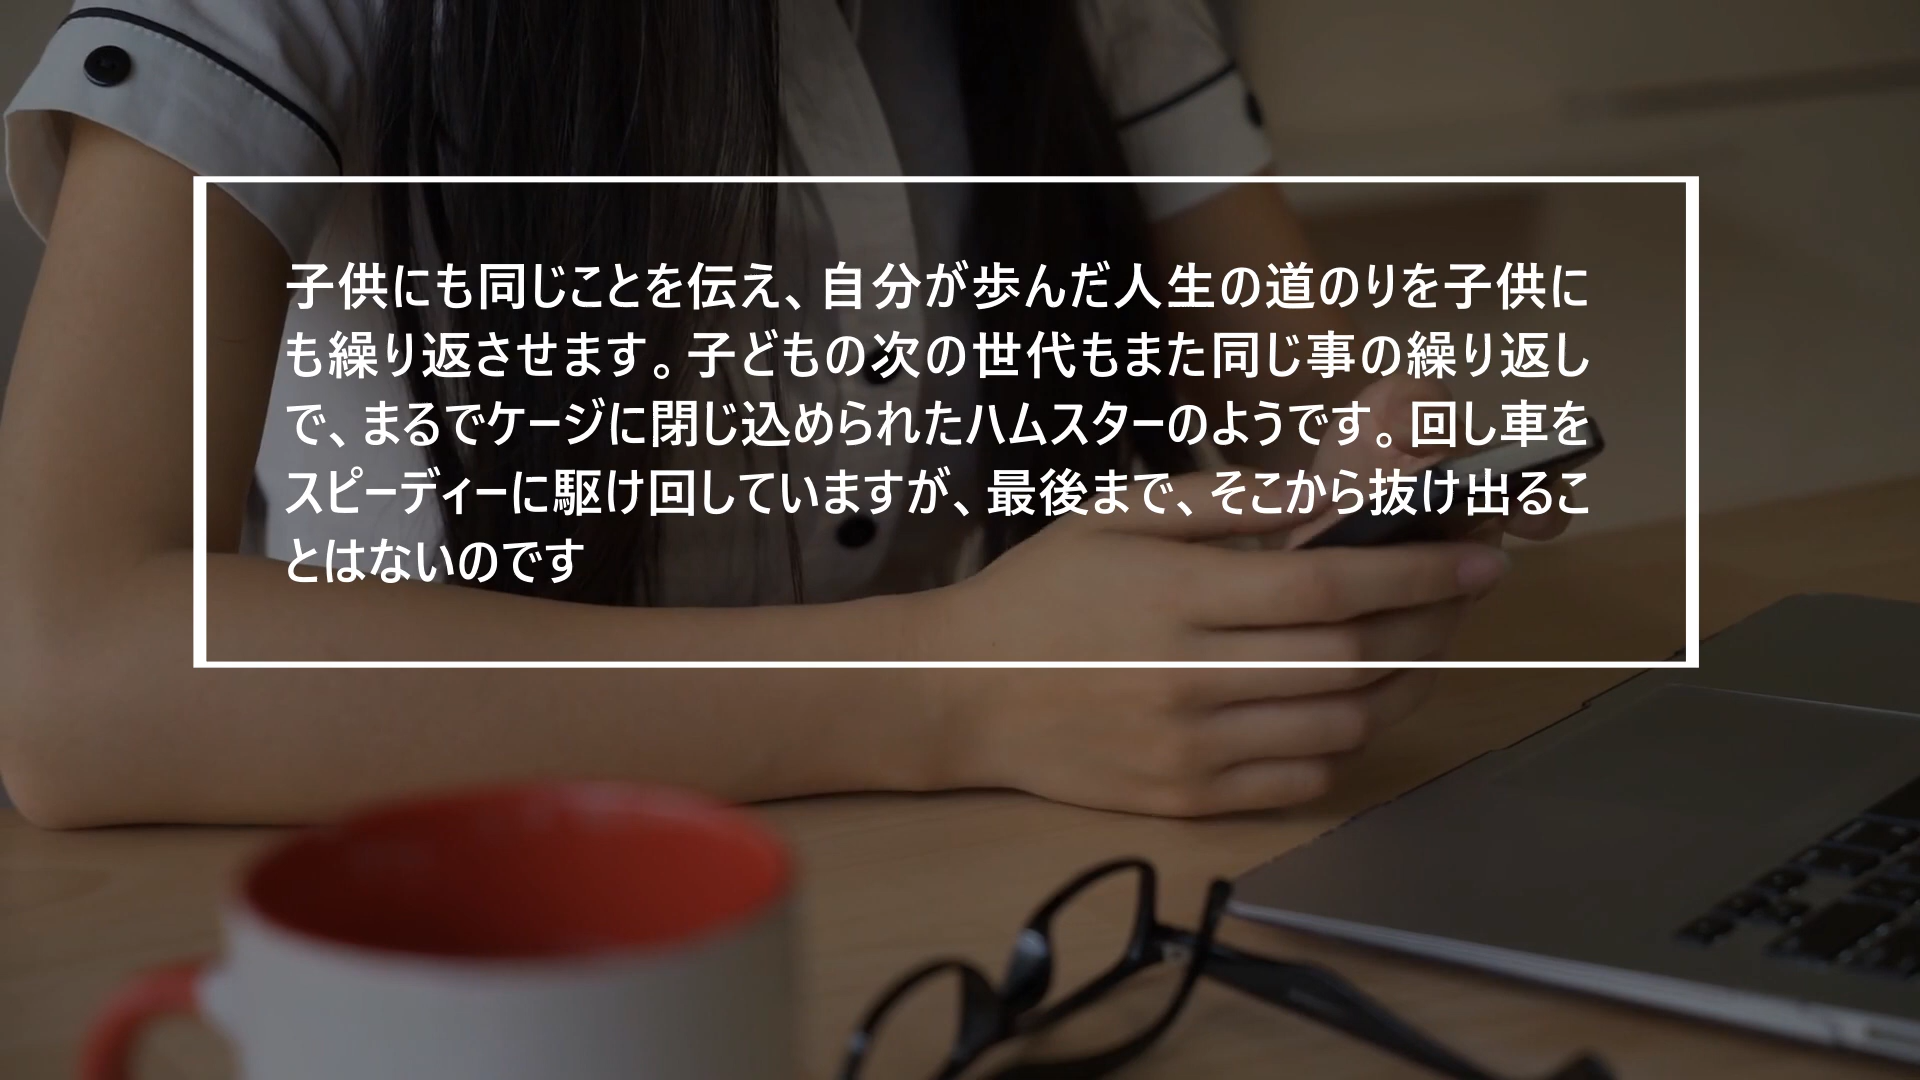 子供にも同じことを伝え、自分が歩んだ人生の道のりを子供に
も繰り返させます。子どもの次の世代もまた同じ事の繰り返し
で、まるでケージに閉じ込められたハムスターのようです。回し車を
スピーディーに駆け回していますが、最後まで、そこから抜け出るこ
とはないのです